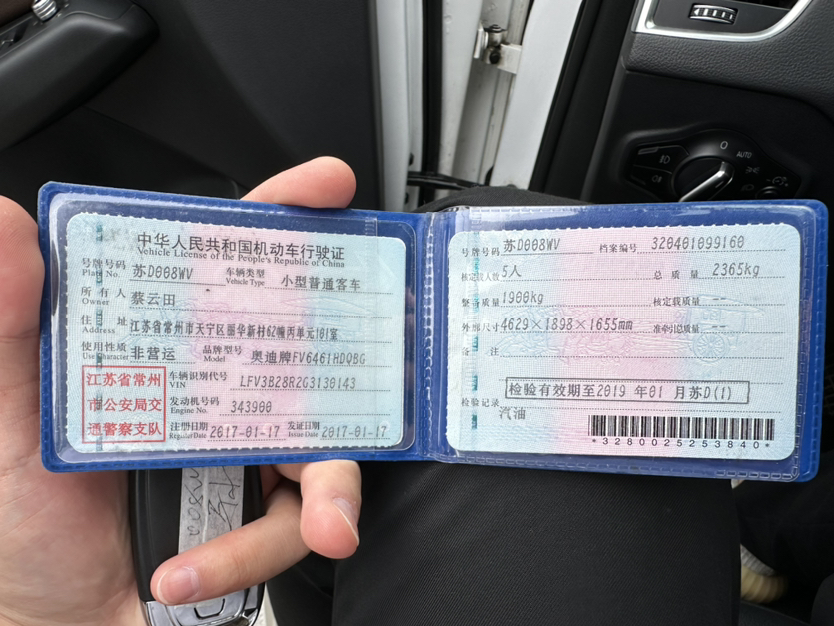 中华人民共和国机动车行驶证
Vehicle License of the People's Republic of China
号牌号码 苏D008WV 车辆类型 小型普通客车
Plate No. Vehicle Type
所有人 蔡云田
Owner
住址 江苏省常州市天宁区丽华新村62幢丙单元101室
Address
使用性质 非营运 品牌型号 奥迪牌FV6461HDQBG
Use Character Model
江苏省常州
市公安局交
通警察支队
车辆识别代号 LFV3B28R2G3130143
VIN
发动机号码 343900
Engine No.
注册日期 2017-01-17 发证日期 2017-01-17
Register Date Issue Date
号牌号码 苏D008WV 档案编号 320401099160
核定载人数 5人 总质量 2365kg
整备质量 1900kg 核定载质量 --
外廓尺寸 4629×1898×1655mm 准牵引总质量 --
备注
检验有效期至2019 年01 月苏D(1)
检验记录
汽油
*3280025253840*
AUTO